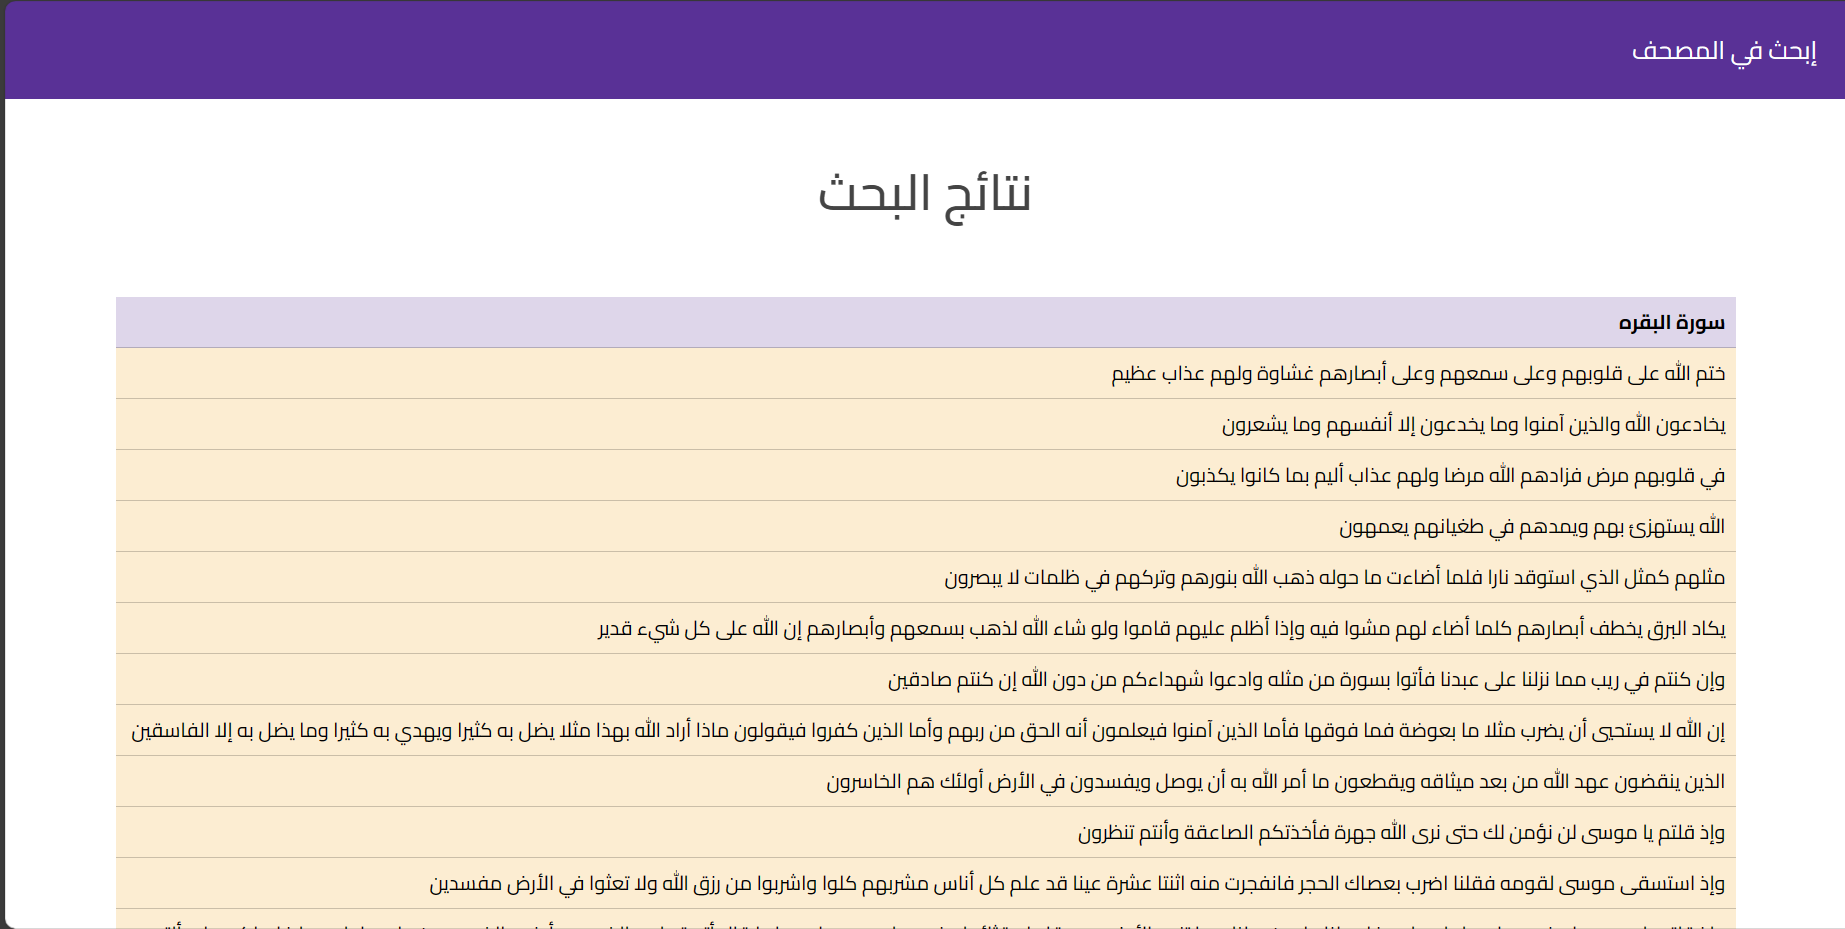 إبحث في المصحف
نتائج البحث
سورة البقره
ختم الله على قلوبهم وعلى سمعهم وعلى أبصارهم غشاوة ولهم عذاب عظيم
يخادعون الله والذين آمنوا وما يخدعون إلا أنفسهم وما يشعرون
في قلوبهم مرض فزادهم الله مرضا ولهم عذاب أليم بما كانوا يكذبون
الله يستهزئ بهم ويمدهم في طغيانهم يعمهون
مثلهم كمثل الذي استوقد نارا فلما أضاءت ما حوله ذهب الله بنورهم وتركهم في ظلمات لا يبصرون
يكاد البرق يخطف أبصارهم كلما أضاء لهم مشوا فيه وإذا أظلم عليهم قاموا ولو شاء الله لذهب بسمعهم وأبصارهم إن الله على كل شيء قدير
وإن كنتم في ريب مما نزلنا على عبدنا فأتوا بسورة من مثله وادعوا شهداءكم من دون الله إن كنتم صادقين
إن الله لا يستحيي أن يضرب مثلا ما بعوضة فما فوقها فأما الذين آمنوا فيعلمون أنه الحق من ربهم وأما الذين كفروا فيقولون ماذا أراد الله بهذا مثلا يضل به كثيرا ويهدي به كثيرا وما يضل به إلا الفاسقين
الذين ينقضون عهد الله من بعد ميثاقه ويقطعون ما أمر الله به أن يوصل ويفسدون في الأرض أولئك هم الخاسرون
وإذ قلتم يا موسى لن نؤمن لك حتى نرى الله جهرة فأخذتكم الصاعقة وأنتم تنظرون
وإذ استسقى موسى لقومه فقلنا اضرب بعصاك الحجر فانفجرت منه اثنتا عشرة عينا قد علم كل أناس مشربهم كلوا واشربوا من رزق الله ولا تعثوا في الأرض مفسدين